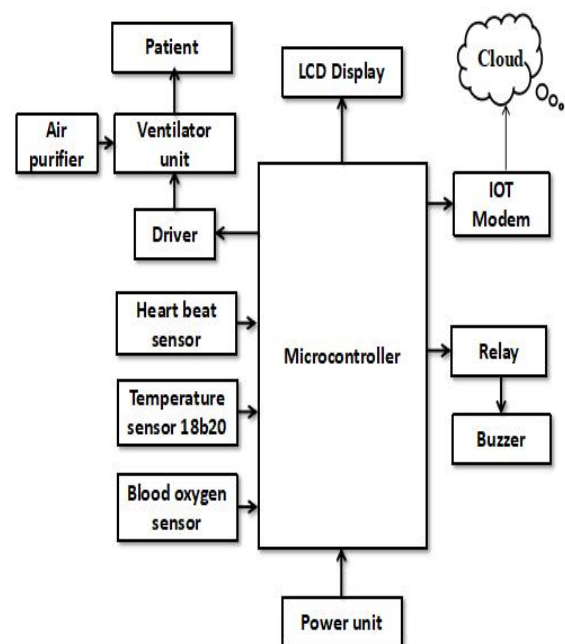 Patient
LCD Display
Cloud
Air
purifier
Ventilator
unit
IOT
Modem
Driver
Heart beat
sensor
Microcontroller
Relay
Temperature
sensor 18b20
Buzzer
Blood oxygen
sensor
Power unit